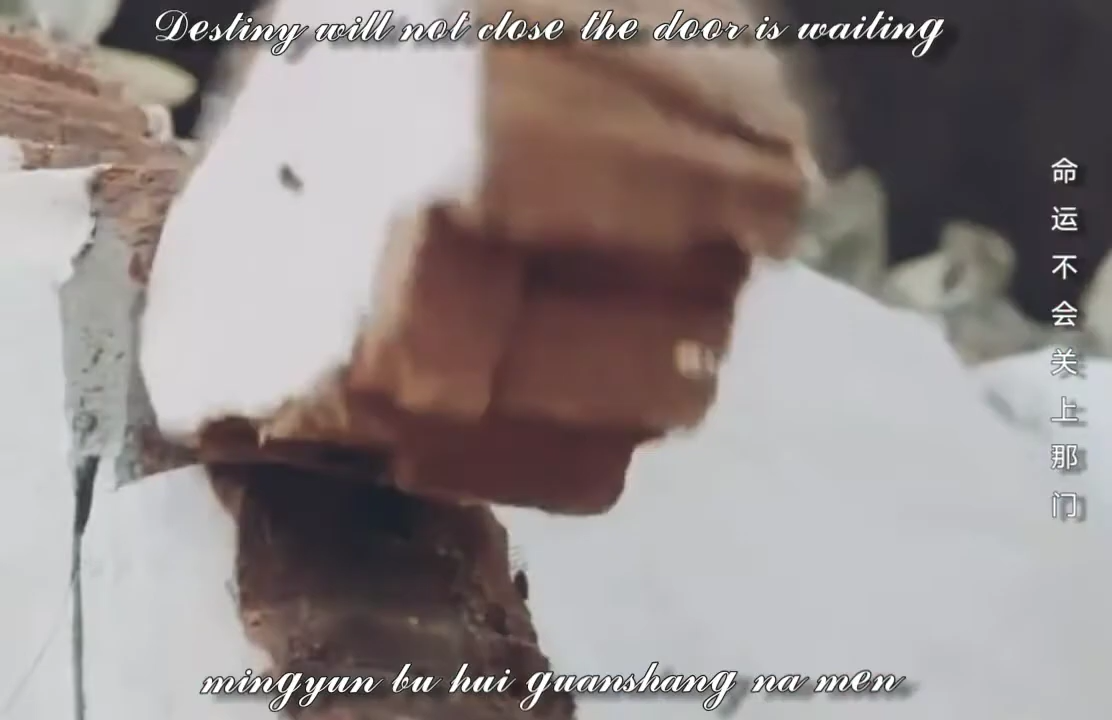 Destiny will not close the door is waiting
命运不会关上那门
mingyun bu hui guanshang na men